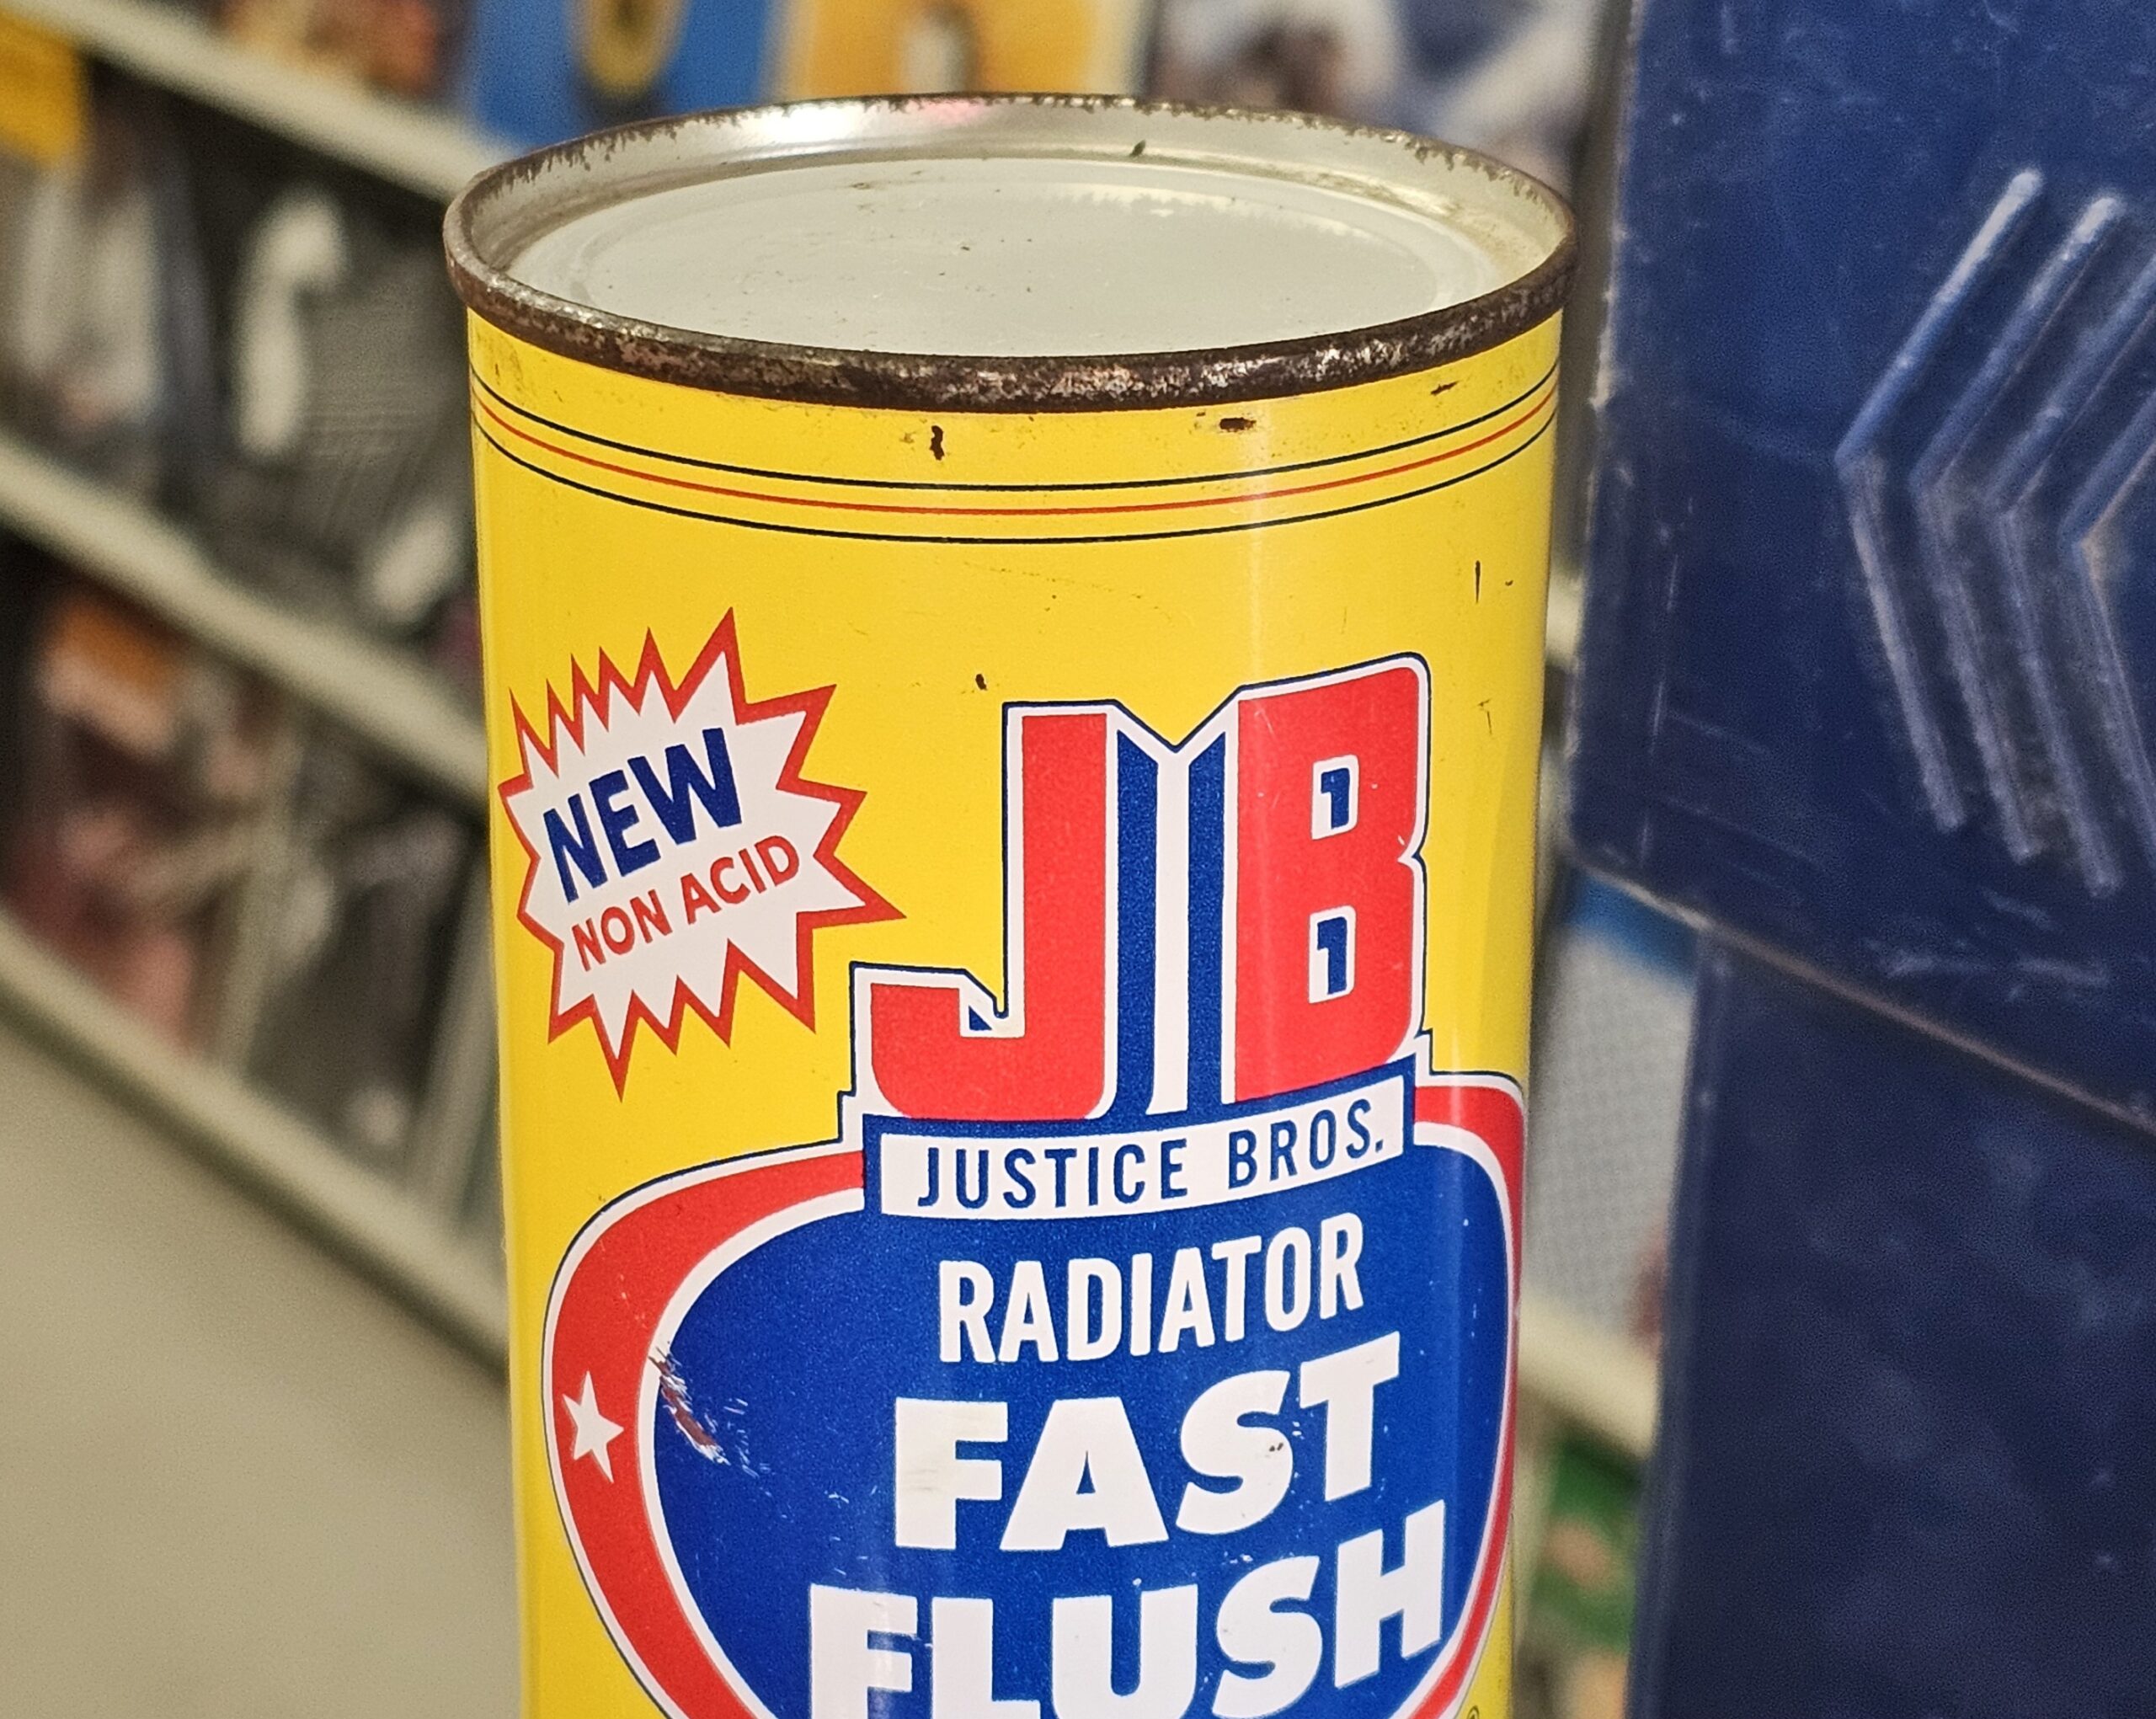 NEW
NON ACID
JB
JUSTICE BROS.
RADIATOR
FAST
FLUSH